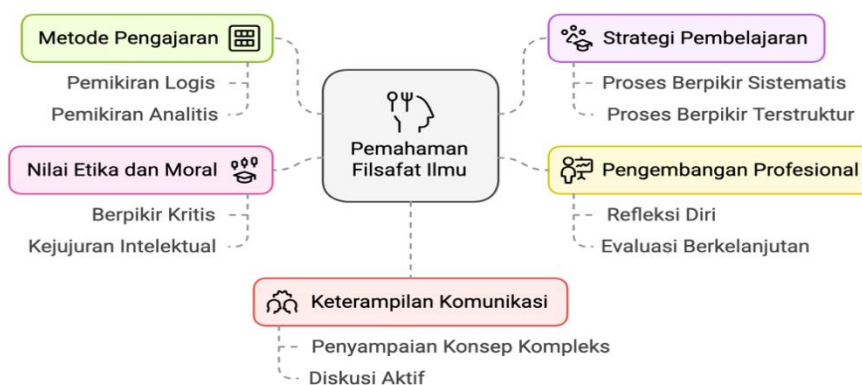 Metode Pengajaran
Pemikiran Logis
Pemikiran Analitis
Nilai Etika dan Moral
Berpikir Kritis
Kejujuran Intelektual
Pemahaman
Filsafat Ilmu
Strategi Pembelajaran
Proses Berpikir Sistematis
Proses Berpikir Terstruktur
Pengembangan Profesional
Refleksi Diri
Evaluasi Berkelanjutan
Keterampilan Komunikasi
Penyampaian Konsep Kompleks
Diskusi Aktif